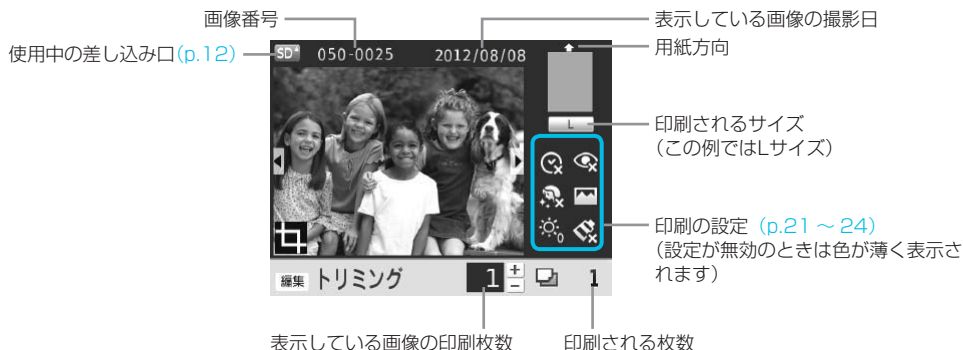 画像番号
表示している画像の撮影日
使用中の差し込み口(p.12)
用紙方向
SD
050-0025
2012/08/08
L
印刷されるサイズ
(この例ではLサイズ)
印刷の設定 (p.21 ~ 24)
(設定が無効のときは色が薄く表示さ
れます)
0
編集 トリミング 1 + - 1
表示している画像の印刷枚数
印刷される枚数